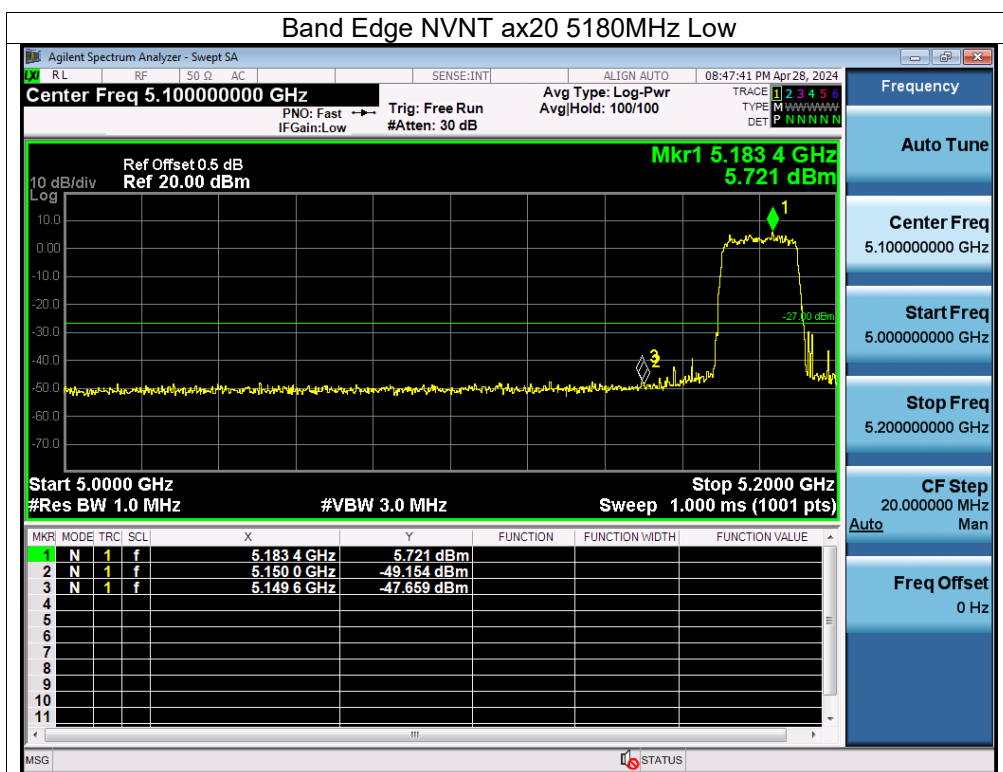 Band Edge NVNT ax20 5180MHz Low
Agilent Spectrum Analyzer - Swept SA
LXI RL RF 50 Ω AC SENSE:INT ALIGN AUTO 08:47:41 PM Apr 28, 2024
Center Freq 5.100000000 GHz Avg Type: Log-Pwr TRACE 1 2 3 4 5 6
PNO: Fast Trig: Free Run Avg|Hold: 100/100 TYPE M WWWWW
IFGain:Low #Atten: 30 dB DET P N N N N N
Frequency
Auto Tune
Center Freq
5.100000000 GHz
Start Freq
5.000000000 GHz
Stop Freq
5.200000000 GHz
CF Step
20.000000 MHz
Auto Man
Freq Offset
0 Hz
Mkr1 5.183 4 GHz
5.721 dBm
Ref Offset 0.5 dB
10 dB/div Ref 20.00 dBm
Log
10.0
0.00
-10.0
-20.0
-30.0
-40.0
-50.0
-60.0
-70.0
1
-27.00 dBm
3
2
Start 5.0000 GHz Stop 5.2000 GHz
#Res BW 1.0 MHz #VBW 3.0 MHz Sweep 1.000 ms (1001 pts)
MKR MODE TRC SCL X Y FUNCTION FUNCTION WIDTH FUNCTION VALUE
1 N 1 f 5.183 4 GHz 5.721 dBm
2 N 1 f 5.150 0 GHz -49.154 dBm
3 N 1 f 5.149 6 GHz -47.659 dBm
4
5
6
7
8
9
10
11
MSG STATUS